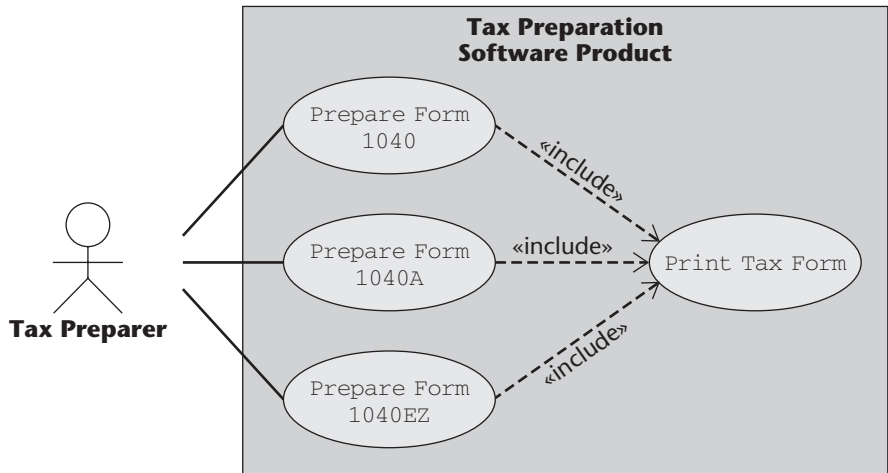 Tax Preparation
Software Product
Prepare Form
1040
«include»
Prepare Form
1040A
«include»
Print Tax Form
Tax Preparer
Prepare Form
1040EZ
«include»